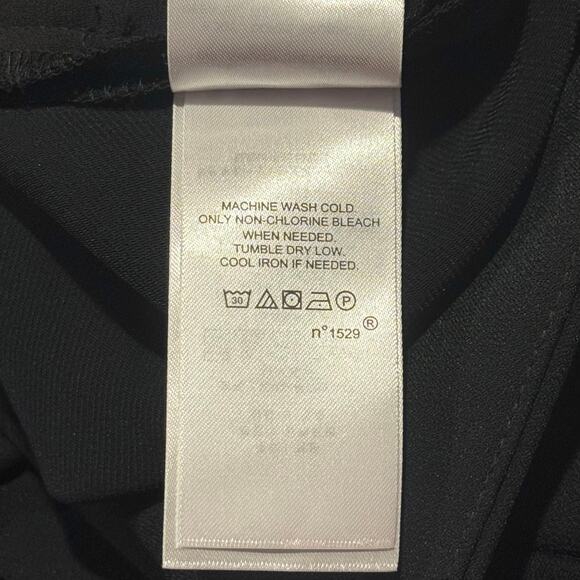 MACHINE WASH COLD.
ONLY NON-CHLORINE BLEACH
WHEN NEEDED.
TUMBLE DRY LOW.
COOL IRON IF NEEDED.
30 P
n°1529®